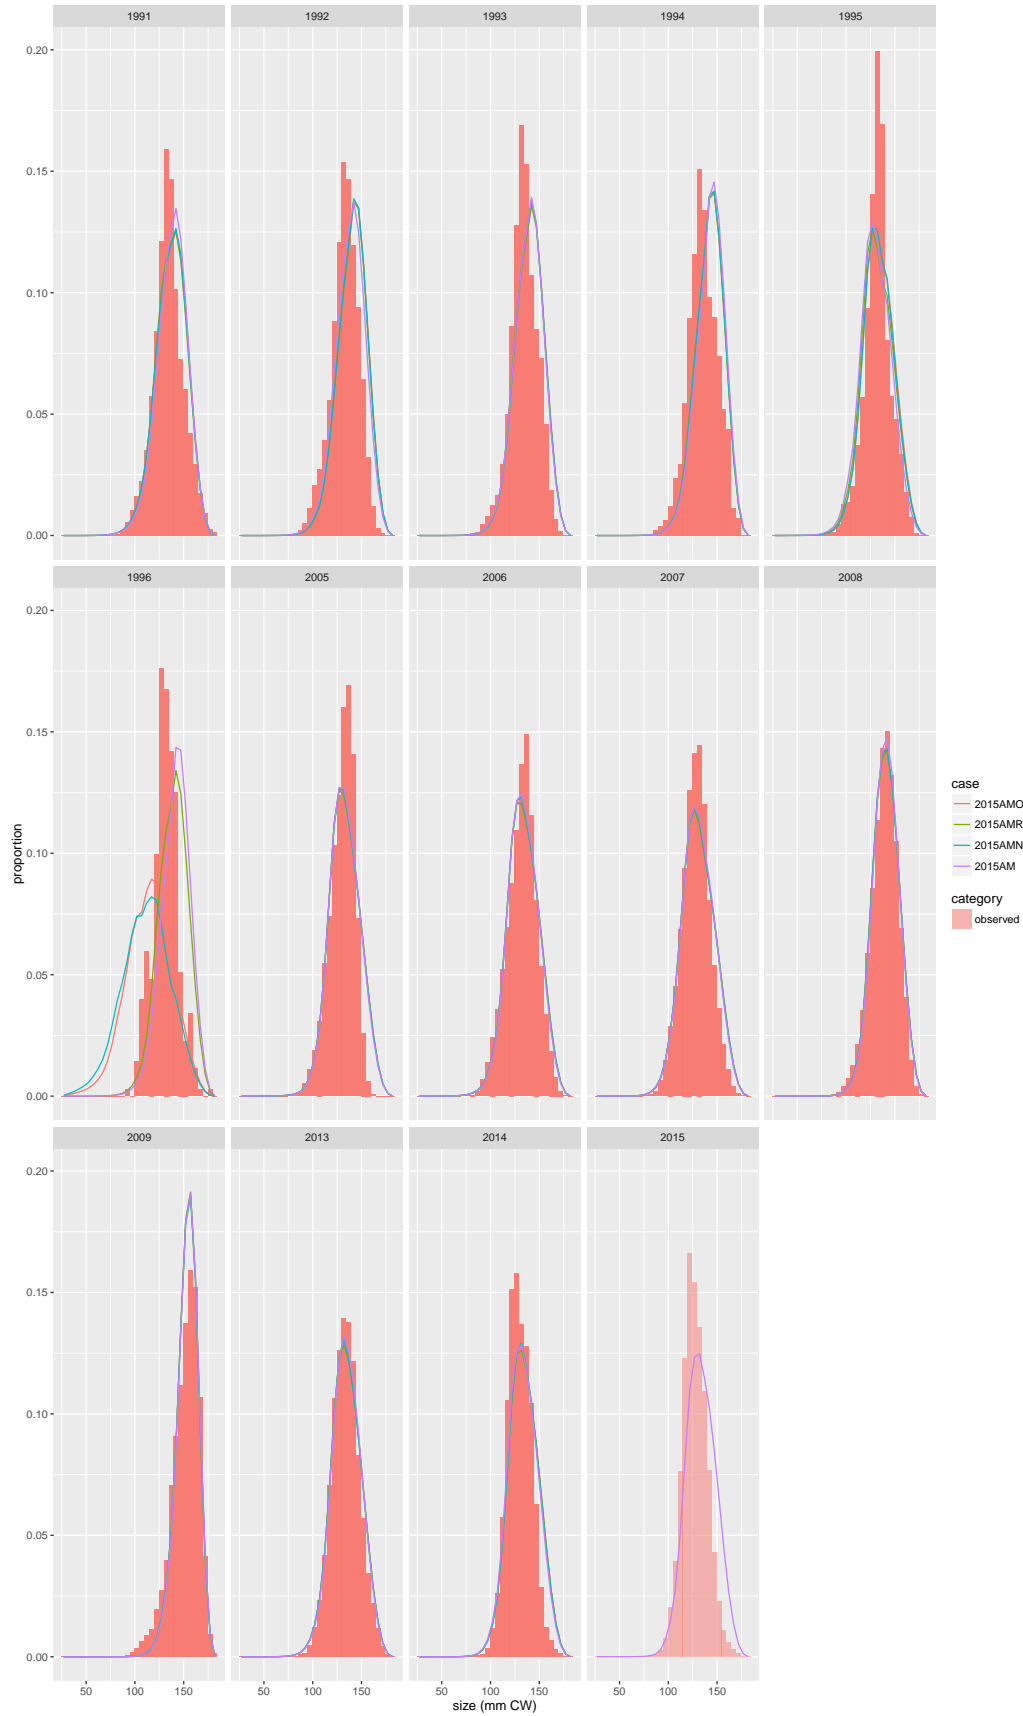 1991 1992 1993 1994 1995
0.20
0.15
0.10
0.05
0.00
1996 2005 2006 2007 2008
0.20
0.15
0.10
0.05
0.00
2009 2013 2014 2015
0.20
0.15
0.10
0.05
0.00
50 100 150 50 100 150 50 100 150 50 100 150
size (mm CW)
proportion
case
2015AMO
2015AMR
2015AMN
2015AM
category
observed